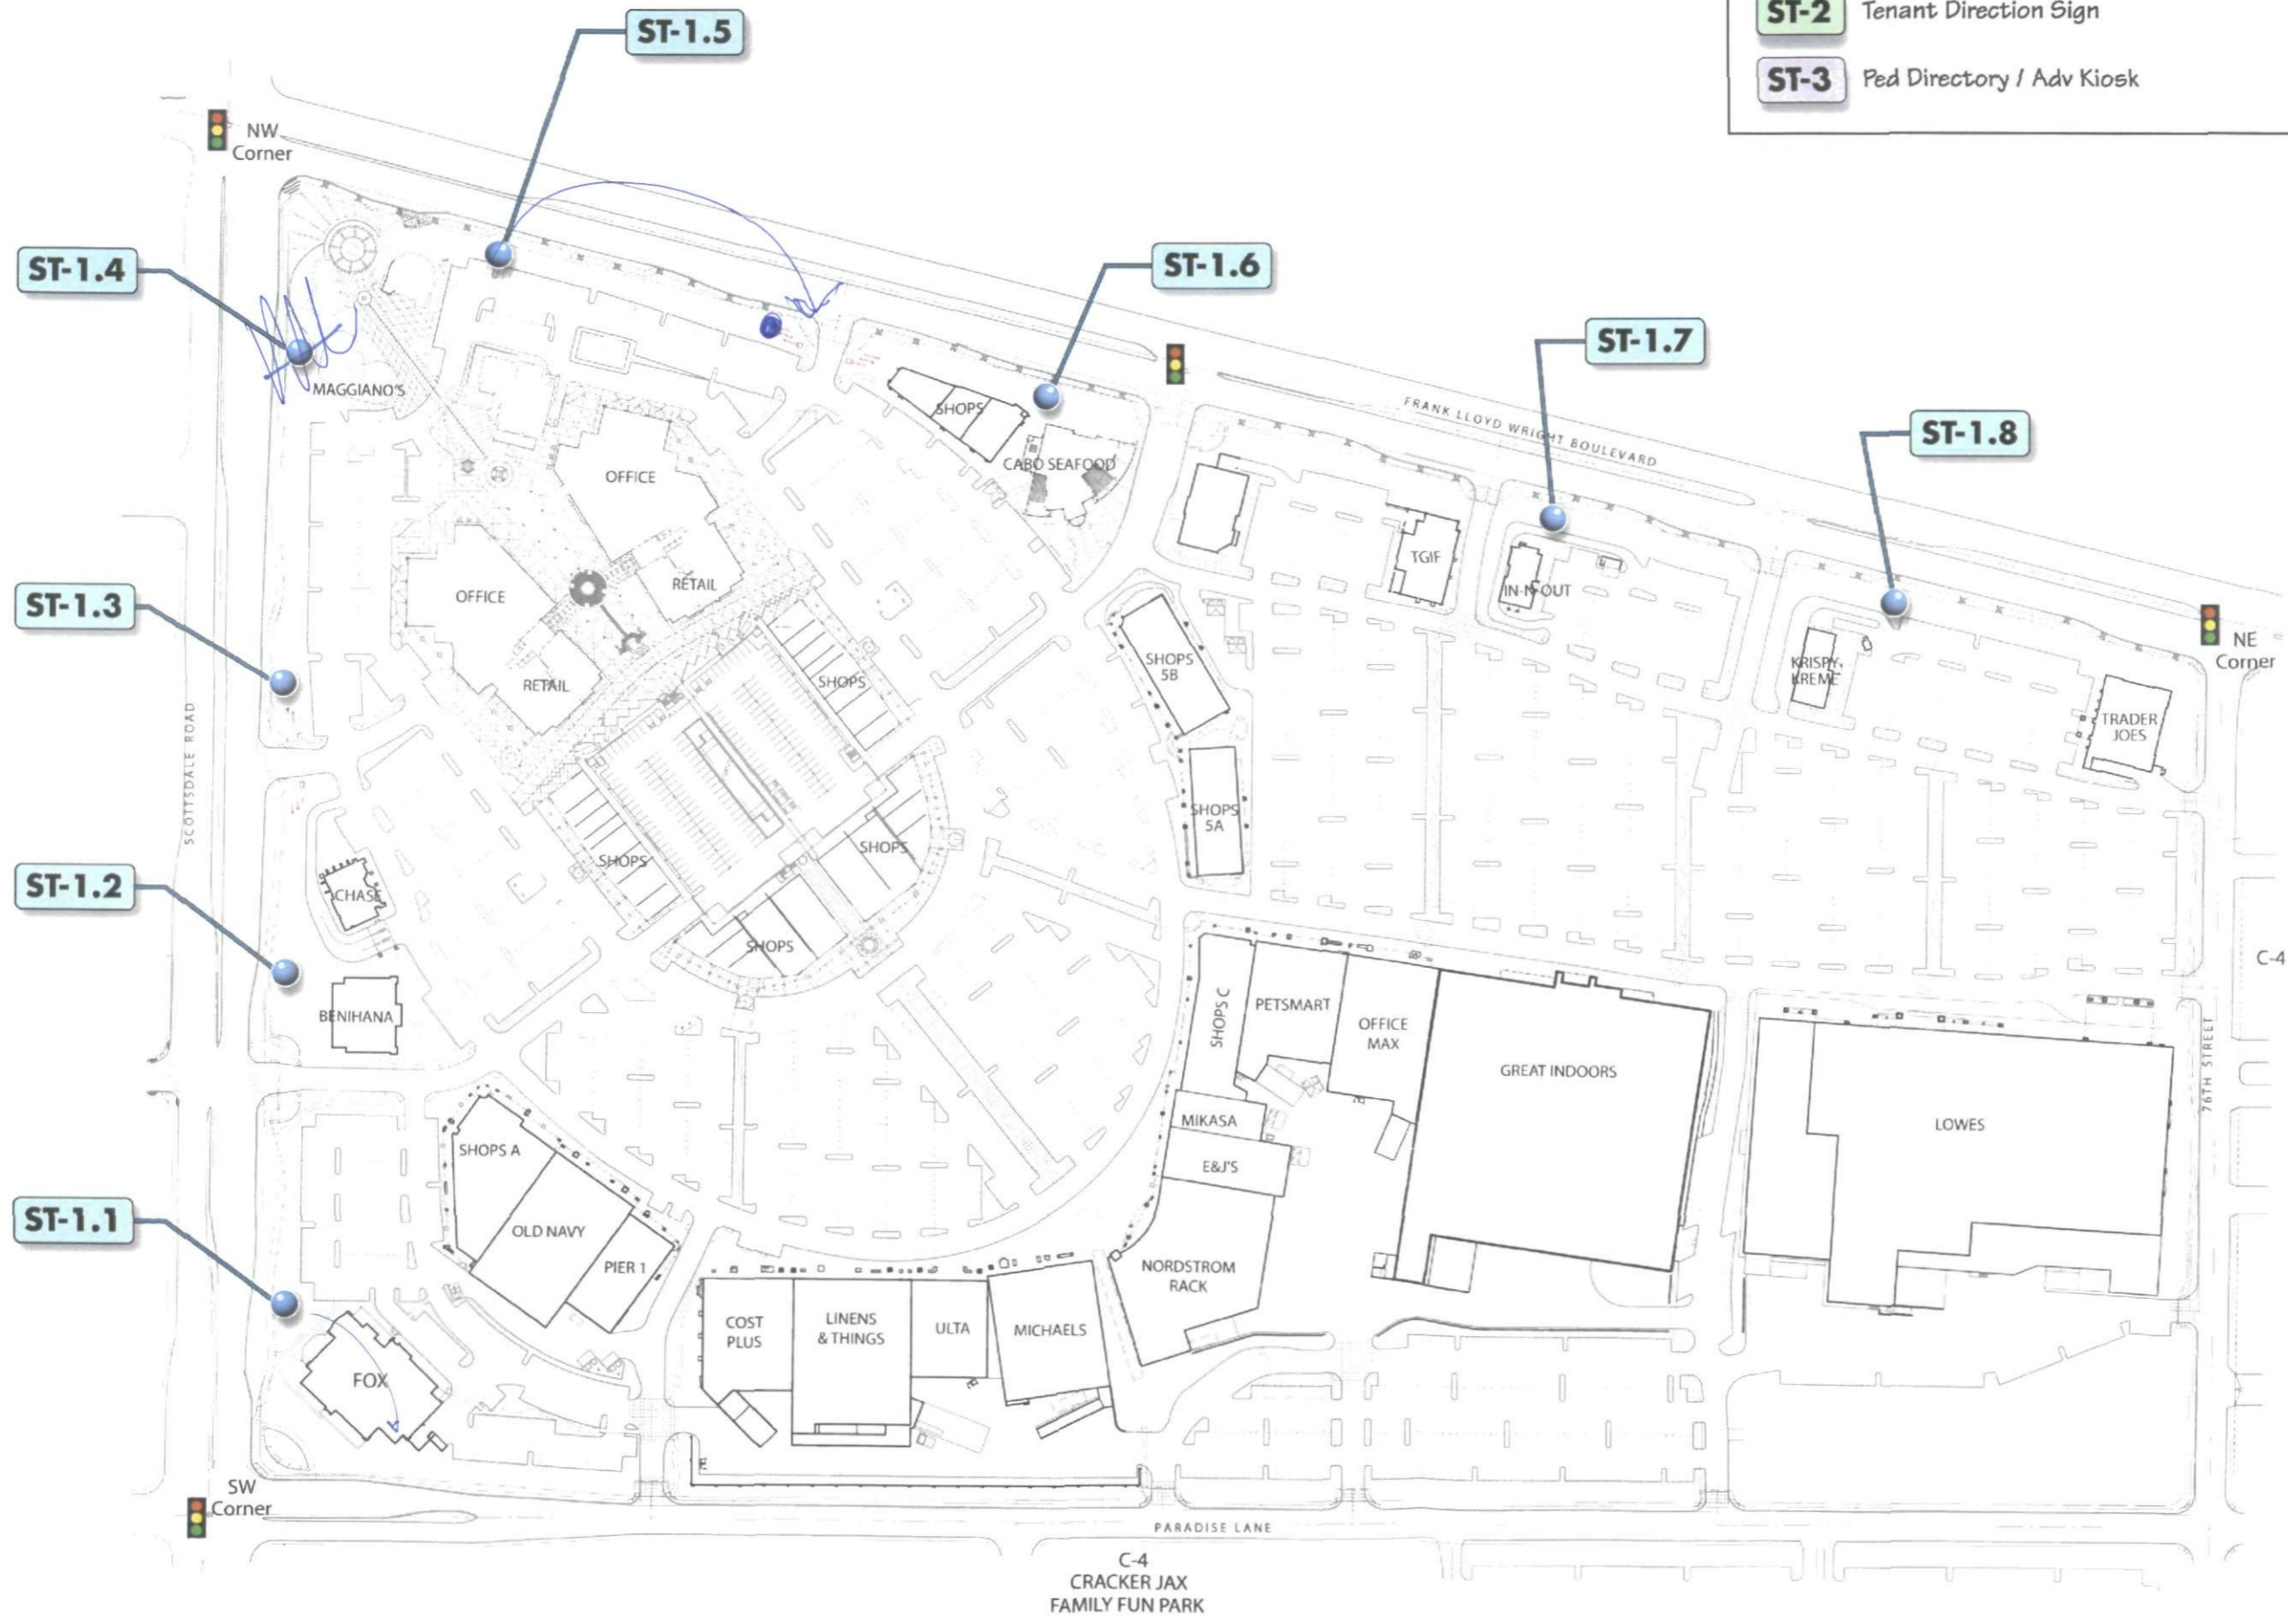 ST-1.5
ST-2 Tenant Direction Sign
ST-3 Ped Directory / Adv Kiosk
NW
Corner
ST-1.4
ST-1.6
ST-1.7
ST-1.8
MAGGIANO'S
SHOPS
CABO SEAFOOD
FRANK LLOYD WRIGHT BOULEVARD
OFFICE
TGIF
IN-N-OUT
RETAIL
OFFICE
ST-1.3
RETAIL
SHOPS
SHOPS
5B
KRISPY
KREME
NE
Corner
TRADER
JOES
SCOTTSDALE ROAD
SHOPS
5A
SHOPS
SHOPS
ST-1.2
CHASE
SHOPS
C-4
BENIHANA
SHOPS C
PETSMART
OFFICE
MAX
GREAT INDOORS
76TH STREET
MIKASA
LOWES
SHOPS A
E&J'S
ST-1.1
OLD NAVY
PIER 1
NORDSTROM
RACK
COST
PLUS
LINENS
& THINGS
ULTA
MICHAELS
FOX
E
SW
Corner
PARADISE LANE
C-4
CRACKER JAX
FAMILY FUN PARK